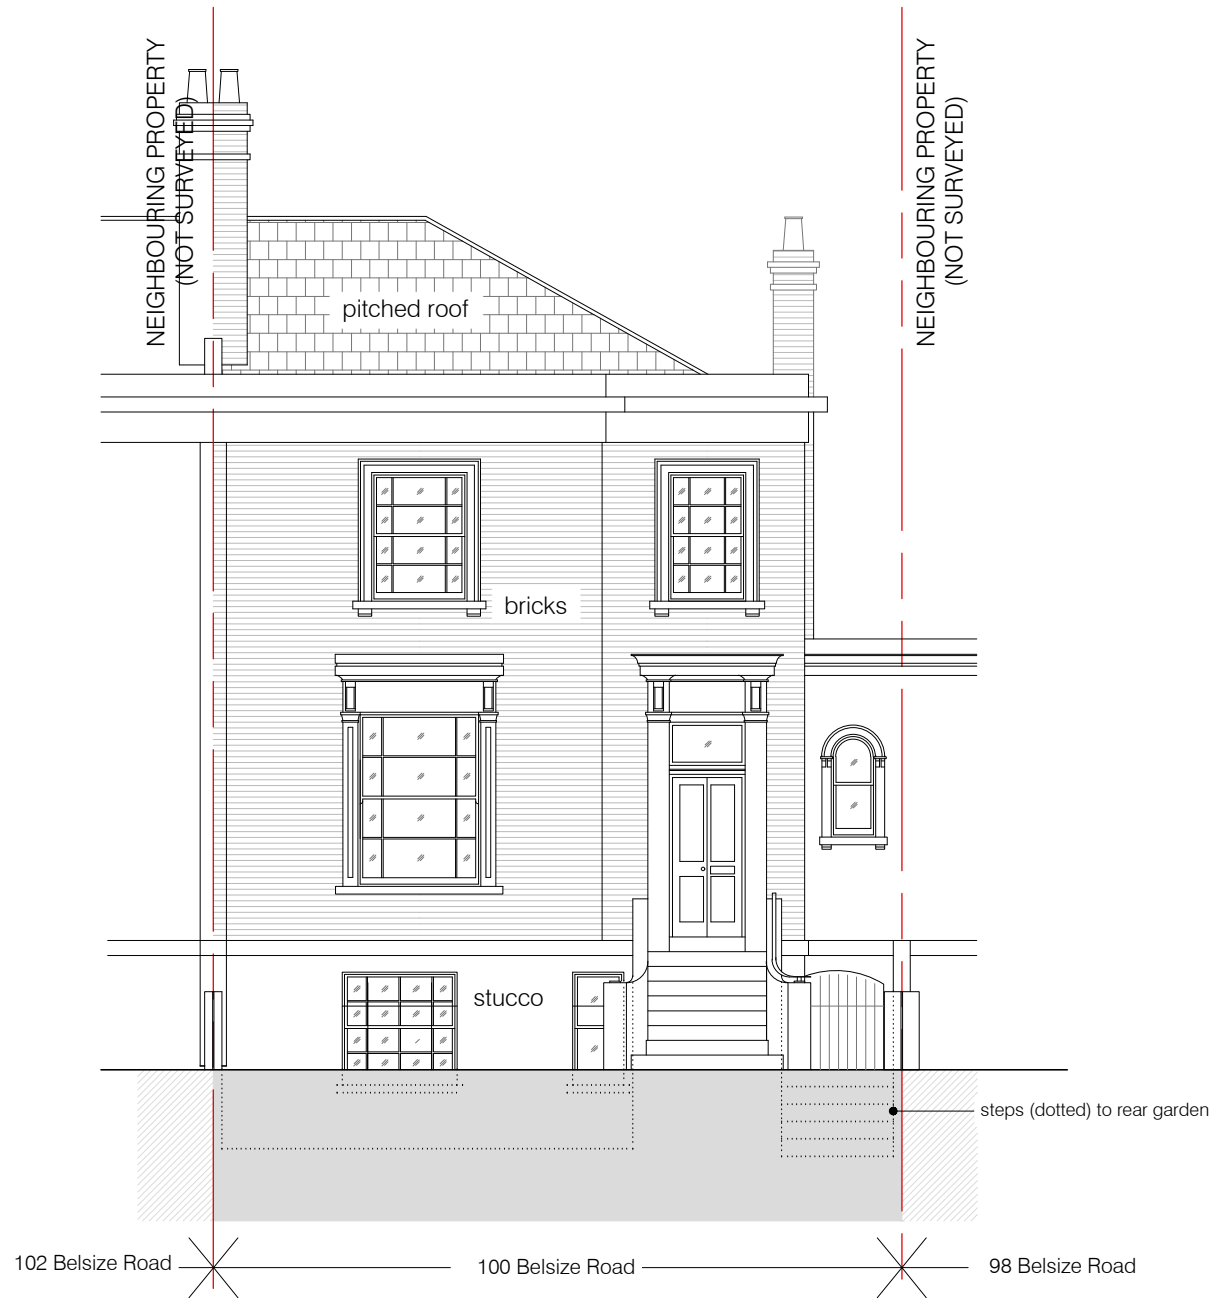 NEIGHBOURING PROPERTY
(NOT SURVEYED)
NEIGHBOURING PROPERTY
(NOT SURVEYED)
pitched roof
bricks
stucco
steps (dotted) to rear garden
102 Belsize Road
100 Belsize Road
98 Belsize Road